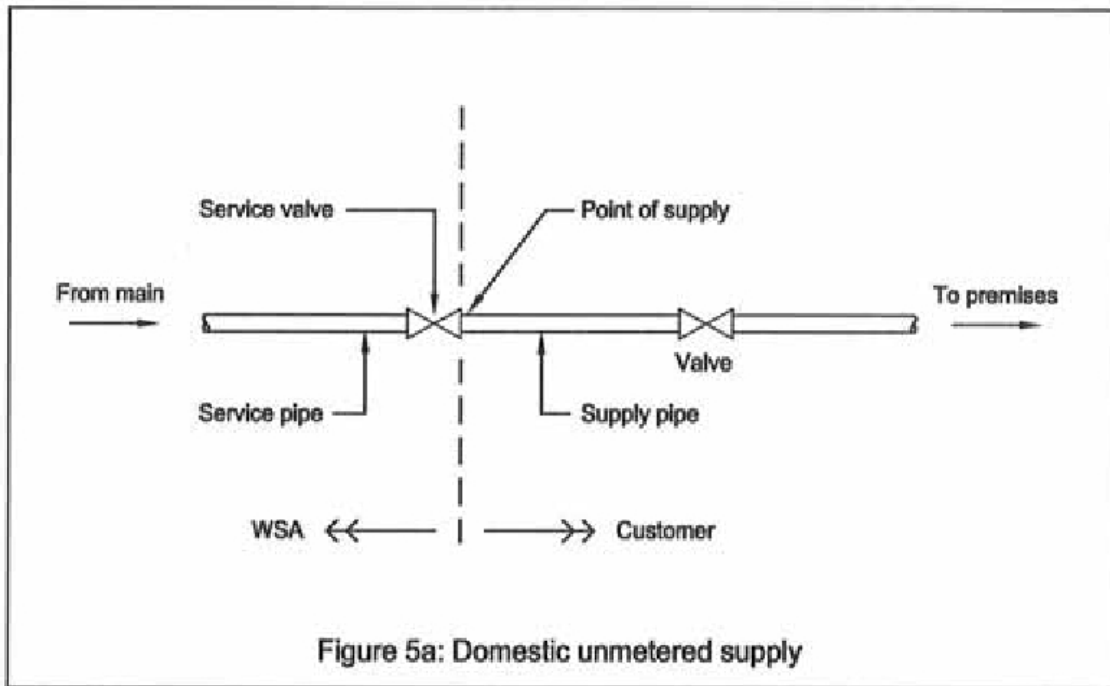 Service valve
Point of supply
From main
To premises
Valve
Service pipe
Supply pipe
WSA
Customer
Figure 5a: Domestic unmetered supply